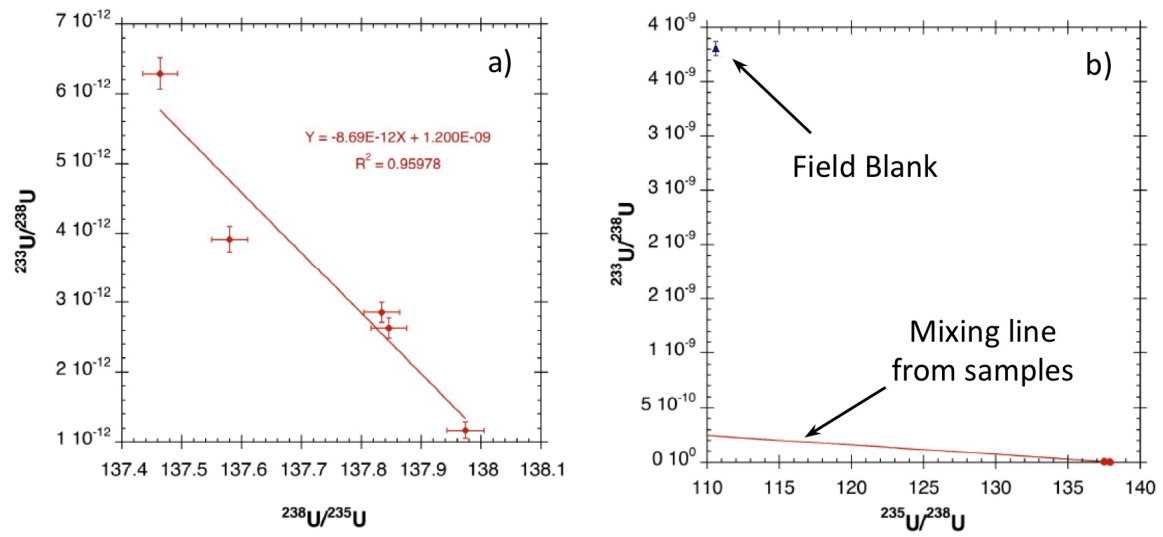 a)
7 10⁻¹²
6 10⁻¹²
5 10⁻¹²
4 10⁻¹²
3 10⁻¹²
2 10⁻¹²
1 10⁻¹²
Y = -8.69E-12X + 1.200E-09
R² = 0.95978
²³³U/²³⁸U
137.4 137.5 137.6 137.7 137.8 137.9 138 138.1
²³⁸U/²³⁵U
b)
4 10⁻⁹
4 10⁻⁹
3 10⁻⁹
3 10⁻⁹
2 10⁻⁹
2 10⁻⁹
1 10⁻⁹
5 10⁻¹⁰
0 10⁰
Field Blank
Mixing line
from samples
²³³U/²³⁸U
110 115 120 125 130 135 140
²³⁵U/²³⁸U